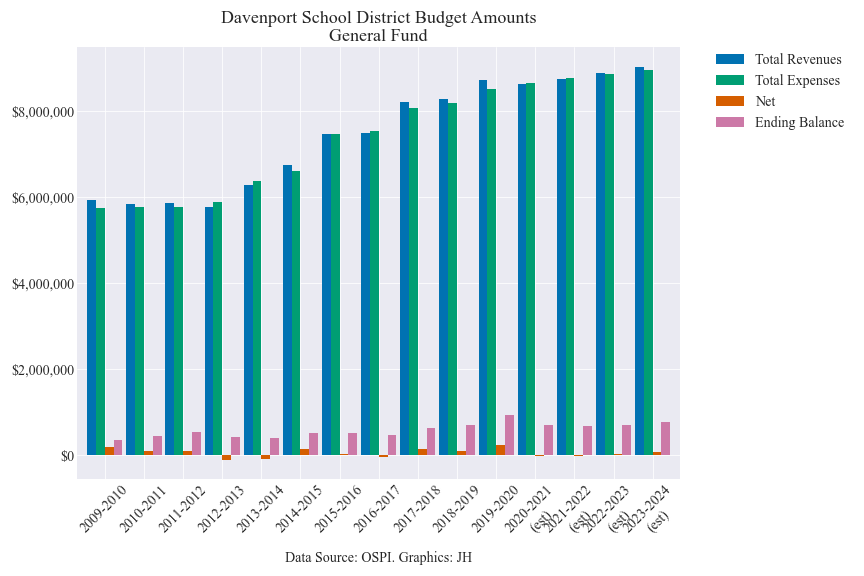 Davenport School District Budget Amounts
General Fund
Total Revenues
Total Expenses
Net
Ending Balance
$8,000,000
$6,000,000
$4,000,000
$2,000,000
$0
2009-2010
2010-2011
2011-2012
2012-2013
2013-2014
2014-2015
2015-2016
2016-2017
2017-2018
2018-2019
2019-2020
2020-2021
(est)
2021-2022
(est)
2022-2023
(est)
2023-2024
(est)
Data Source: OSPI. Graphics: JH